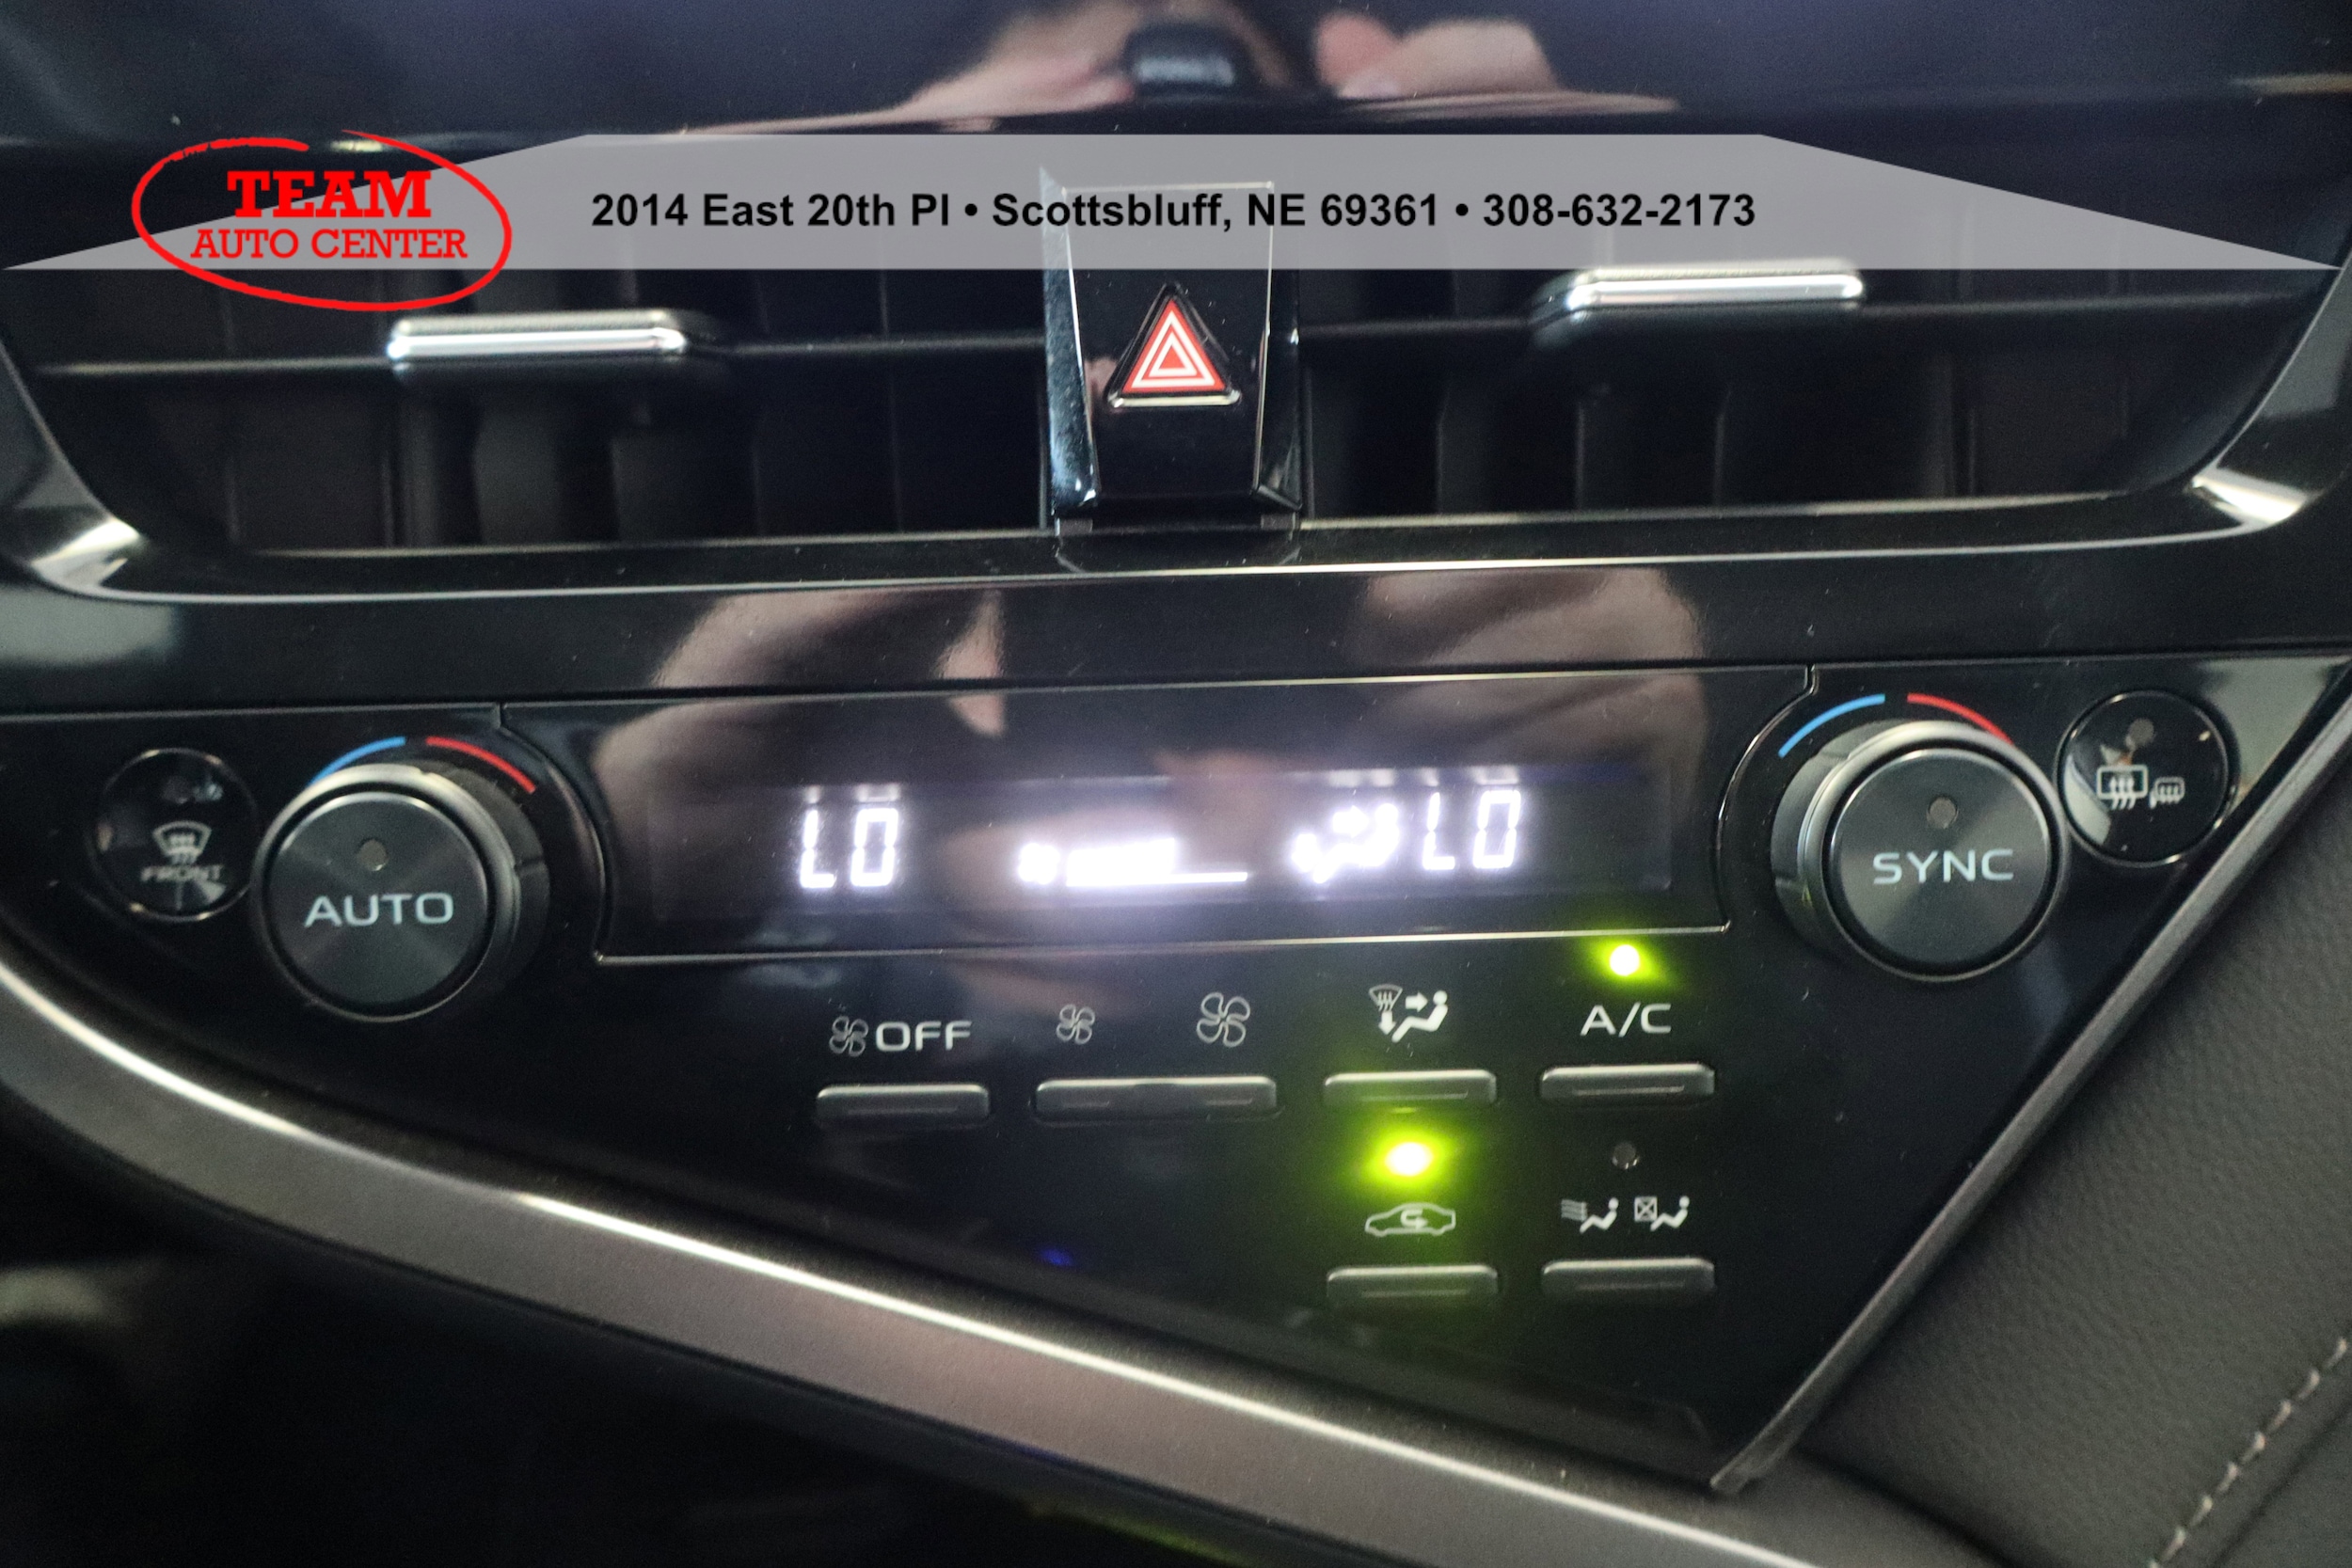 TEAM
AUTO CENTER
2014 East 20th Pl • Scottsbluff, NE 69361 • 308-632-2173
LO LO
FRONT
AUTO
SYNC
OFF
A/C